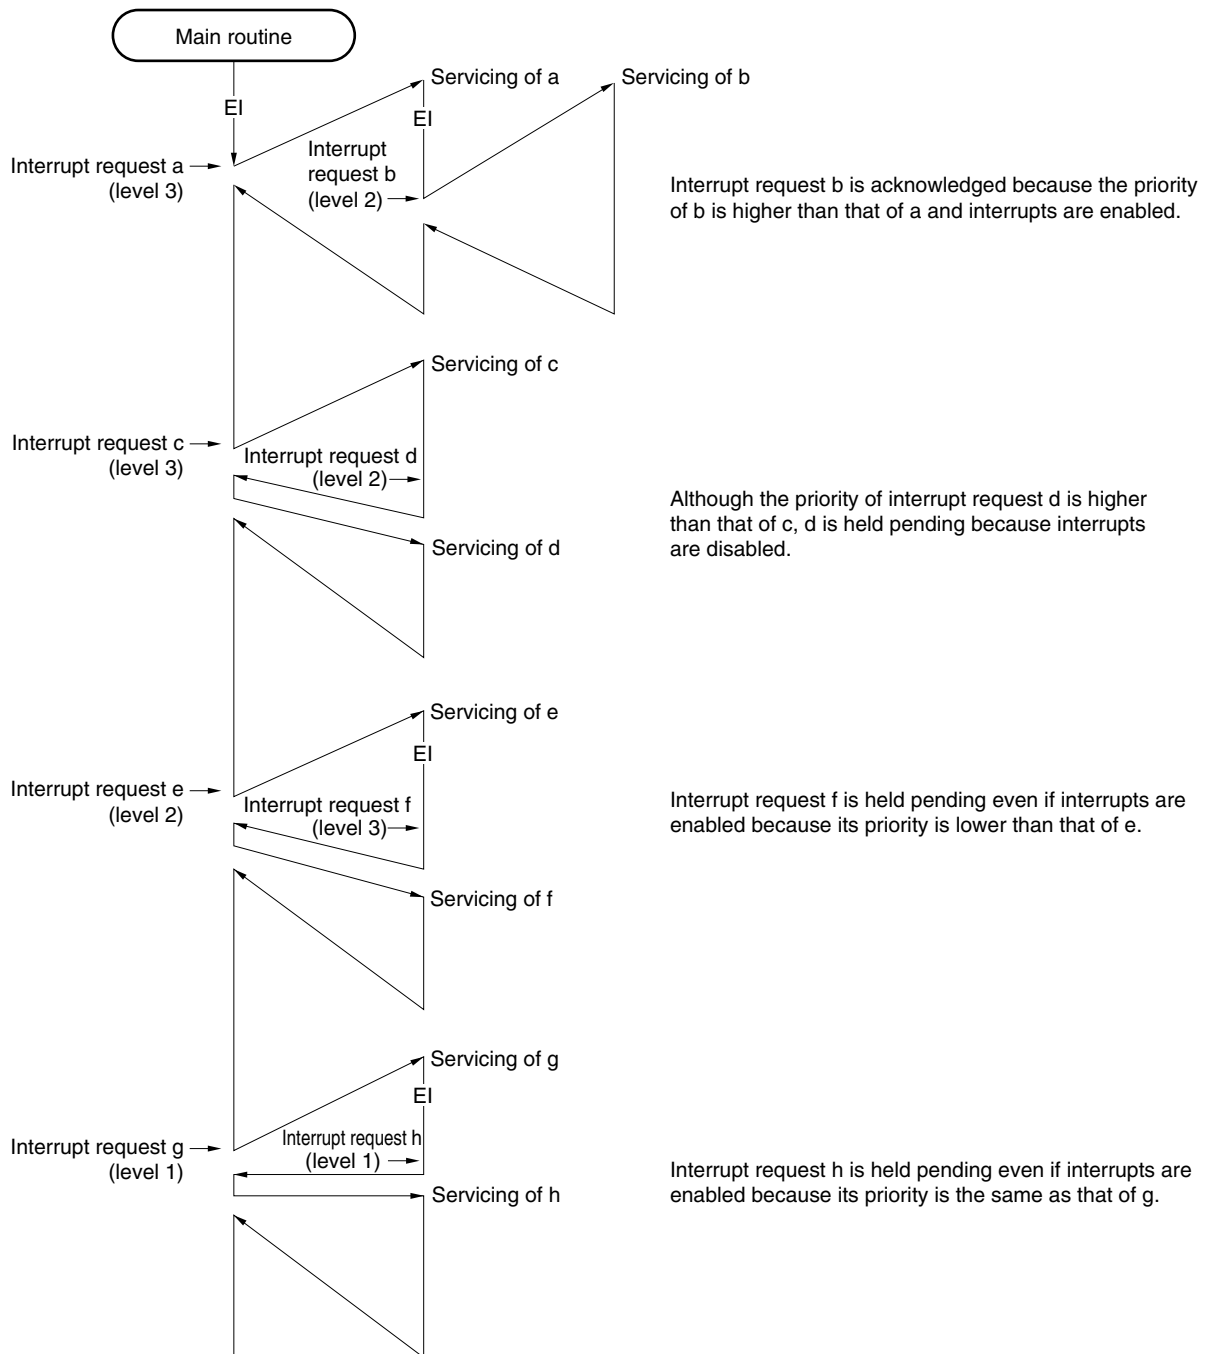 Main routine
EI
Servicing of a
EI
Servicing of b
Interrupt request a
(level 3)
Interrupt
request b
(level 2)
Interrupt request b is acknowledged because the priority
of b is higher than that of a and interrupts are enabled.
Servicing of c
Interrupt request c
(level 3)
Interrupt request d
(level 2)
Servicing of d
Although the priority of interrupt request d is higher
than that of c, d is held pending because interrupts
are disabled.
Servicing of e
EI
Interrupt request e
(level 2)
Interrupt request f
(level 3)
Servicing of f
Interrupt request f is held pending even if interrupts are
enabled because its priority is lower than that of e.
Servicing of g
EI
Interrupt request g
(level 1)
Interrupt request h
(level 1)
Servicing of h
Interrupt request h is held pending even if interrupts are
enabled because its priority is the same as that of g.